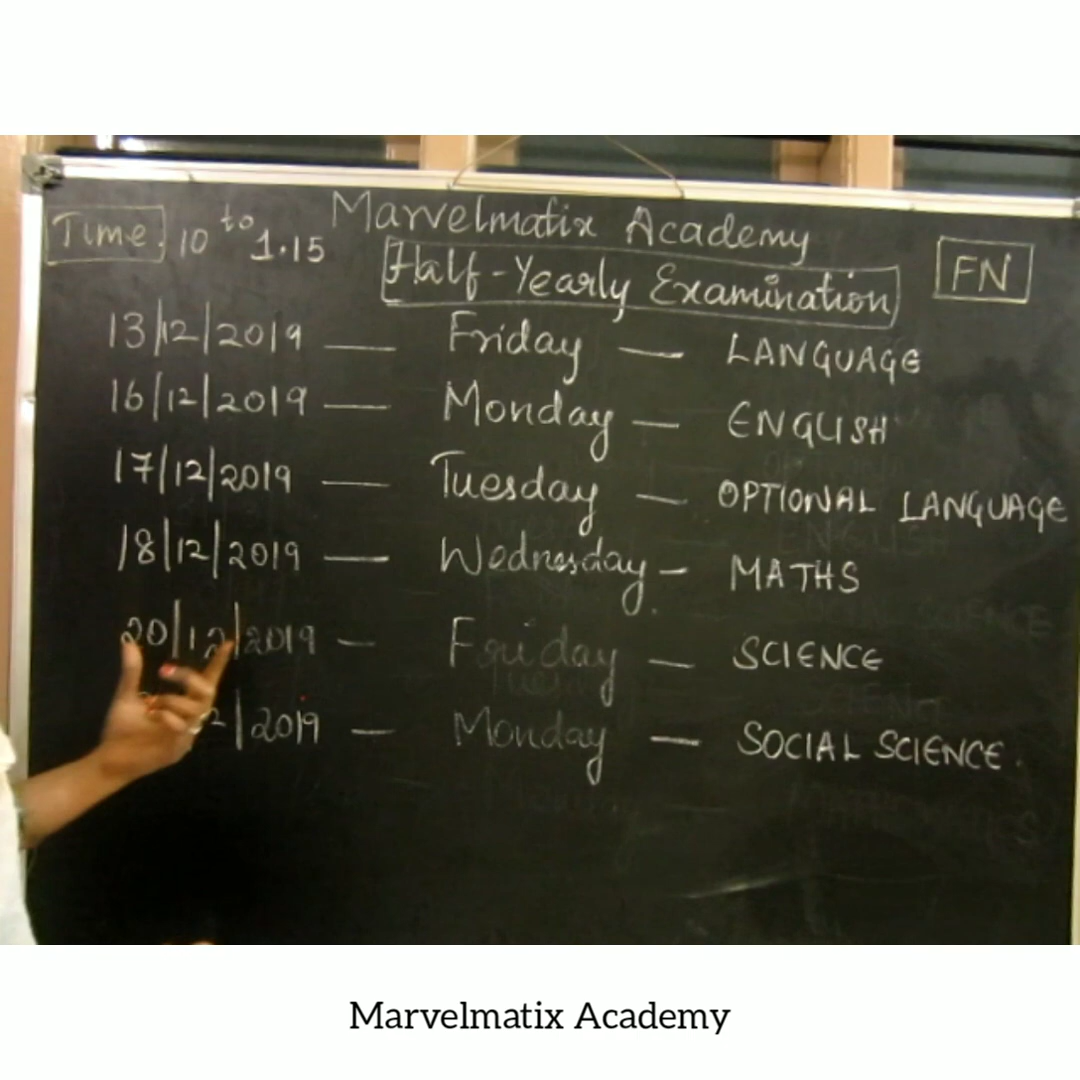 Marvelmatix Academy
Time. 10 to 1.15
Half-Yearly Examination
FN
13/12/2019 — Friday — LANGUAGE
16/12/2019 — Monday — ENGLISH
17/12/2019 — Tuesday — OPTIONAL LANGUAGE
18/12/2019 — Wednesday — MATHS
20/12/2019 — Friday — SCIENCE
2/2019 — Monday — SOCIAL SCIENCE.
Marvelmatix Academy